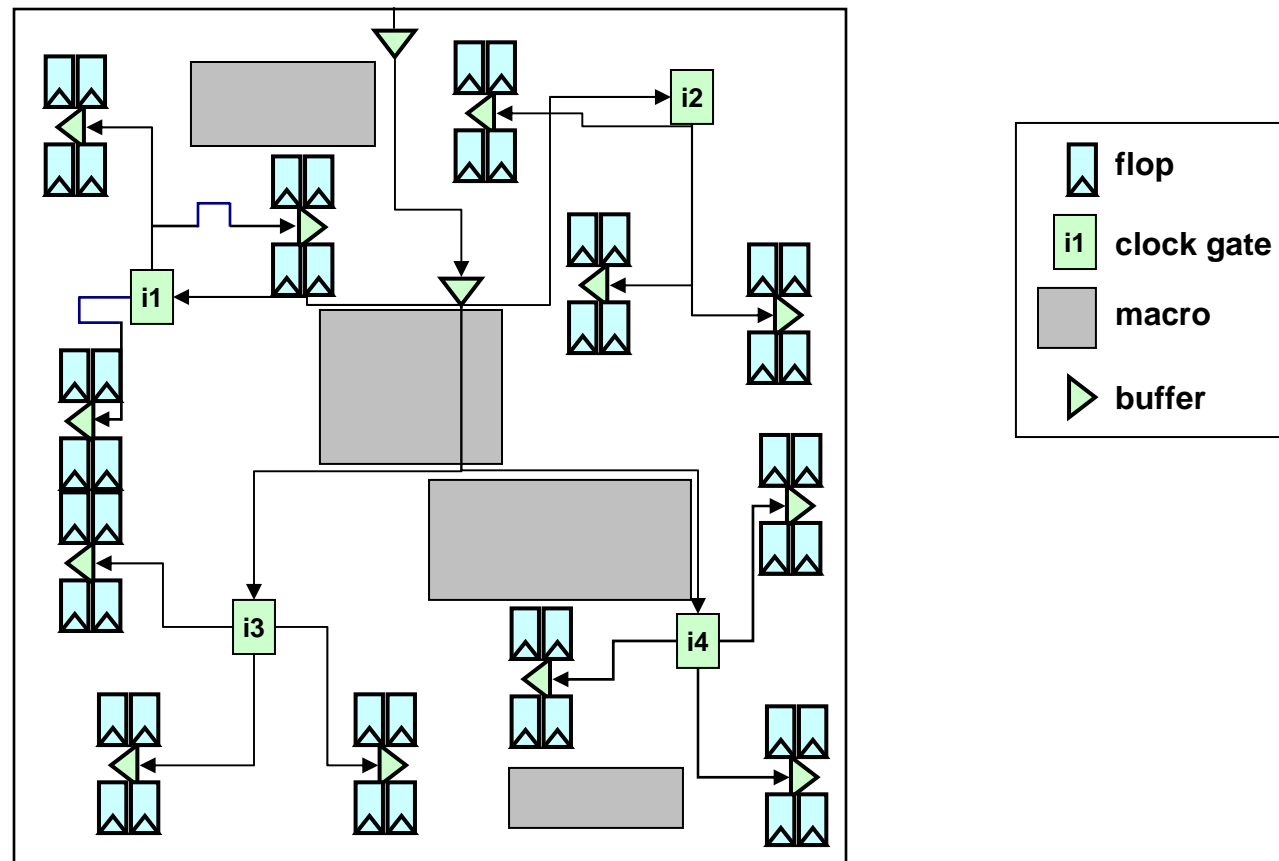 i2
i1
i3
i4
flop
i1 clock gate
macro
buffer